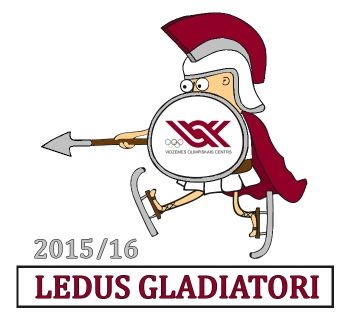 VIDZEMES OLIMPISKAIS CENTRS
2015/16
LEDUS GLADIATORI